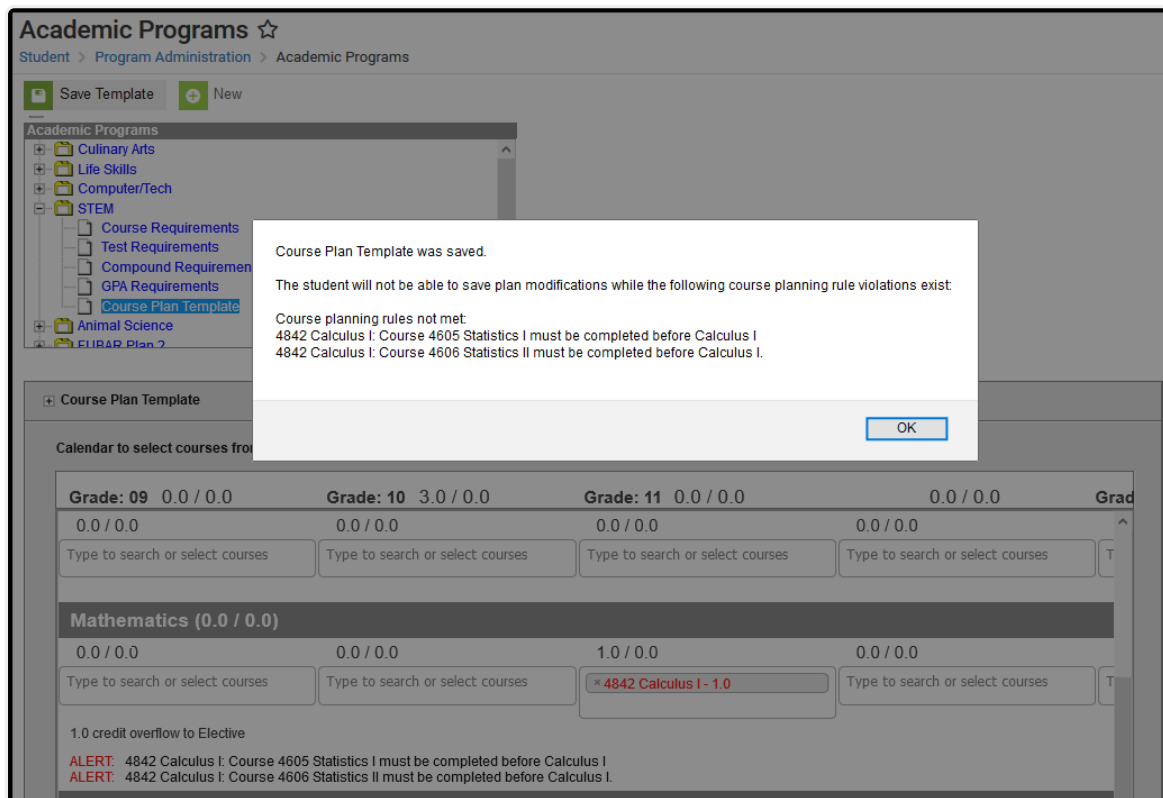 Academic Programs
Student > Program Administration > Academic Programs
Save Template New
Academic Programs
Culinary Arts
Life Skills
Computer/Tech
STEM
Course Requirements
Test Requirements
Compound Requiremen
GPA Requirements
Course Plan Template
Animal Science
FUBAR Plan 2
Course Plan Template was saved.
The student will not be able to save plan modifications while the following course planning rule violations exist:
Course planning rules not met:
4842 Calculus I: Course 4605 Statistics I must be completed before Calculus I
4842 Calculus I: Course 4606 Statistics II must be completed before Calculus I.
OK
Course Plan Template
Calendar to select courses fro
Grade: 09 0.0 / 0.0 Grade: 10 3.0 / 0.0 Grade: 11 0.0 / 0.0 0.0 / 0.0 Grad
0.0 / 0.0 0.0 / 0.0 0.0 / 0.0 0.0 / 0.0
Type to search or select courses Type to search or select courses Type to search or select courses Type to search or select courses T
Mathematics (0.0 / 0.0)
0.0 / 0.0 0.0 / 0.0 1.0 / 0.0 0.0 / 0.0
Type to search or select courses Type to search or select courses × 4842 Calculus I - 1.0 Type to search or select courses T
1.0 credit overflow to Elective
ALERT: 4842 Calculus I: Course 4605 Statistics I must be completed before Calculus I
ALERT: 4842 Calculus I: Course 4606 Statistics II must be completed before Calculus I.